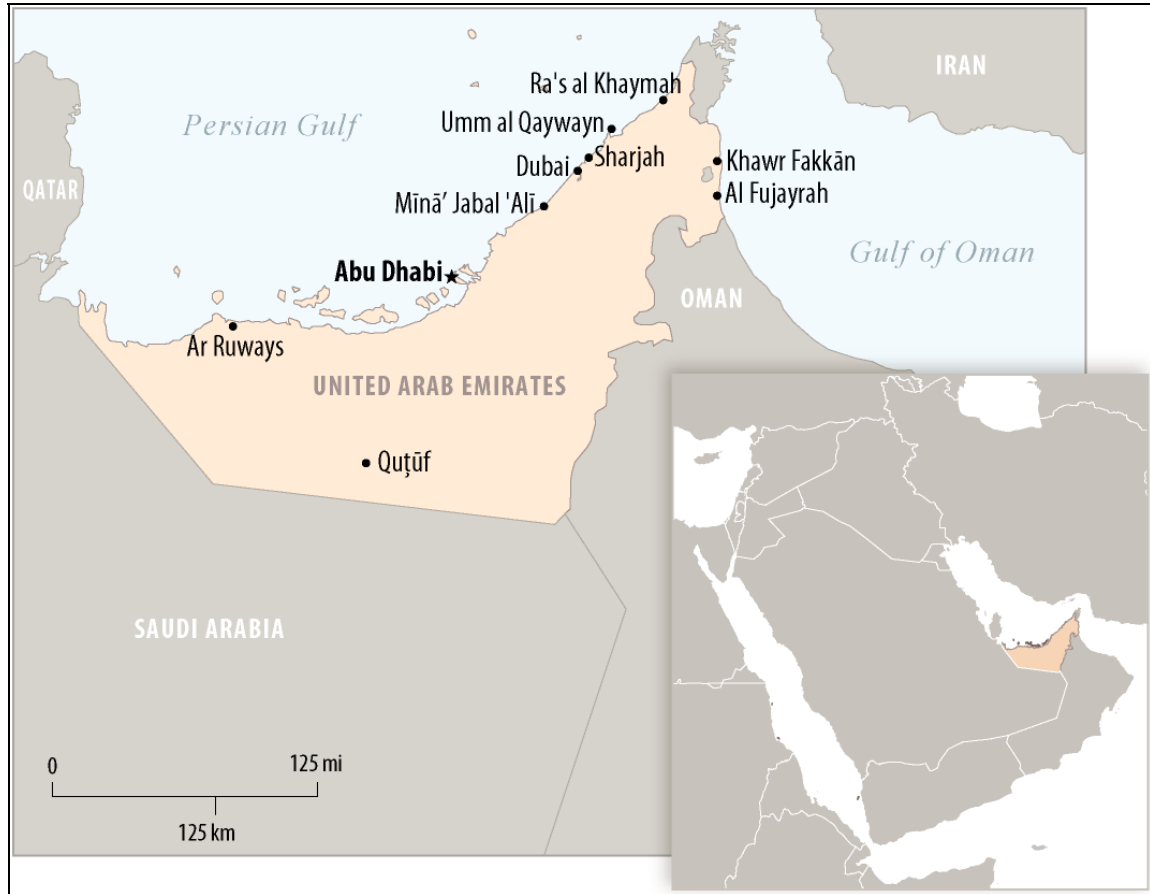 IRAN
Ra's al Khaymah
Persian Gulf
Umm al Qaywayn
Sharjah
Khawr Fakkān
Dubai
QATAR
Al Fujayrah
Mīnā’ Jabal 'Alī
Gulf of Oman
Abu Dhabi
OMAN
Ar Ruways
UNITED ARAB EMIRATES
Quţūf
SAUDI ARABIA
0 125 mi
125 km